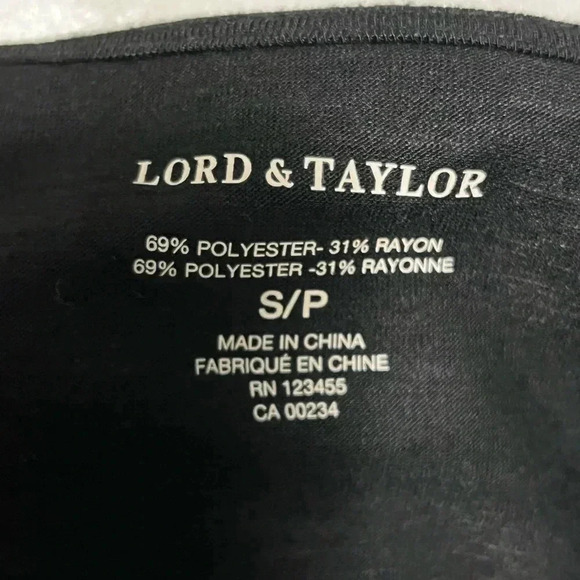 LORD & TAYLOR
69% POLYESTER- 31% RAYON
69% POLYESTER -31% RAYONNE
S/P
MADE IN CHINA
FABRIQUÉ EN CHINE
RN 123455
CA 00234